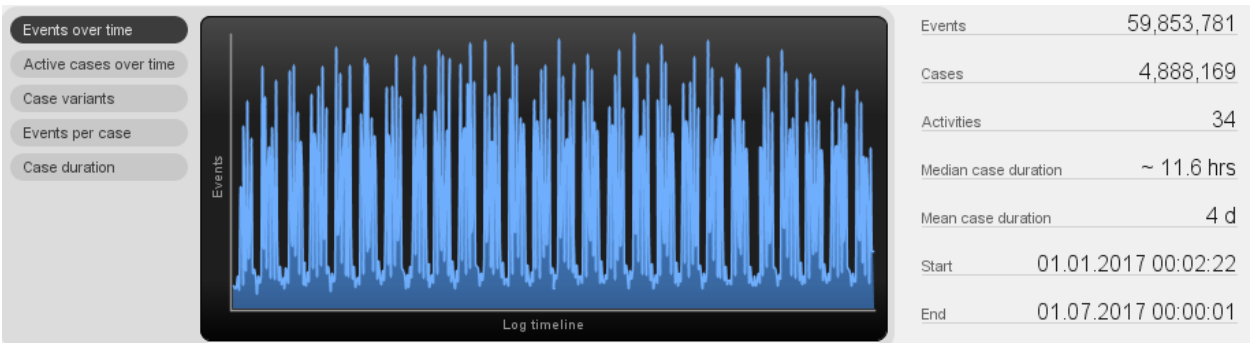 Events over time
Active cases over time
Case variants
Events per case
Case duration
Events
Log timeline
Events 59,853,781
Cases 4,888,169
Activities 34
Median case duration ~ 11.6 hrs
Mean case duration 4 d
Start 01.01.2017 00:02:22
End 01.07.2017 00:00:01